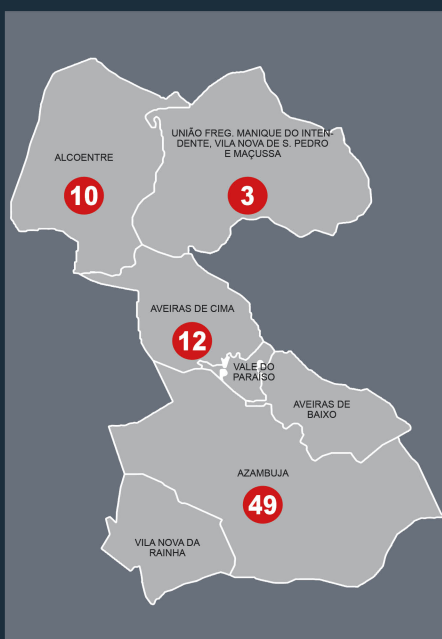 UNIÃO FREG. MANIQUE DO INTEN-
DENTE, VILA NOVA DE S. PEDRO
E MAÇUSSA
ALCOENTRE
10
3
AVEIRAS DE CIMA
12
VALE DO
PARAÍSO
AVEIRAS DE
BAIXO
AZAMBUJA
49
VILA NOVA DA
RAINHA